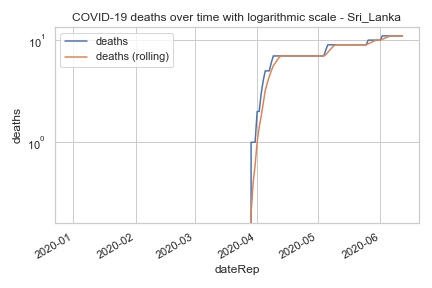 COVID-19 deaths over time with logarithmic scale - Sri_Lanka
deaths
deaths (rolling)
10¹
10⁰
deaths
2020-01
2020-02
2020-03
2020-04
2020-05
2020-06
dateRep